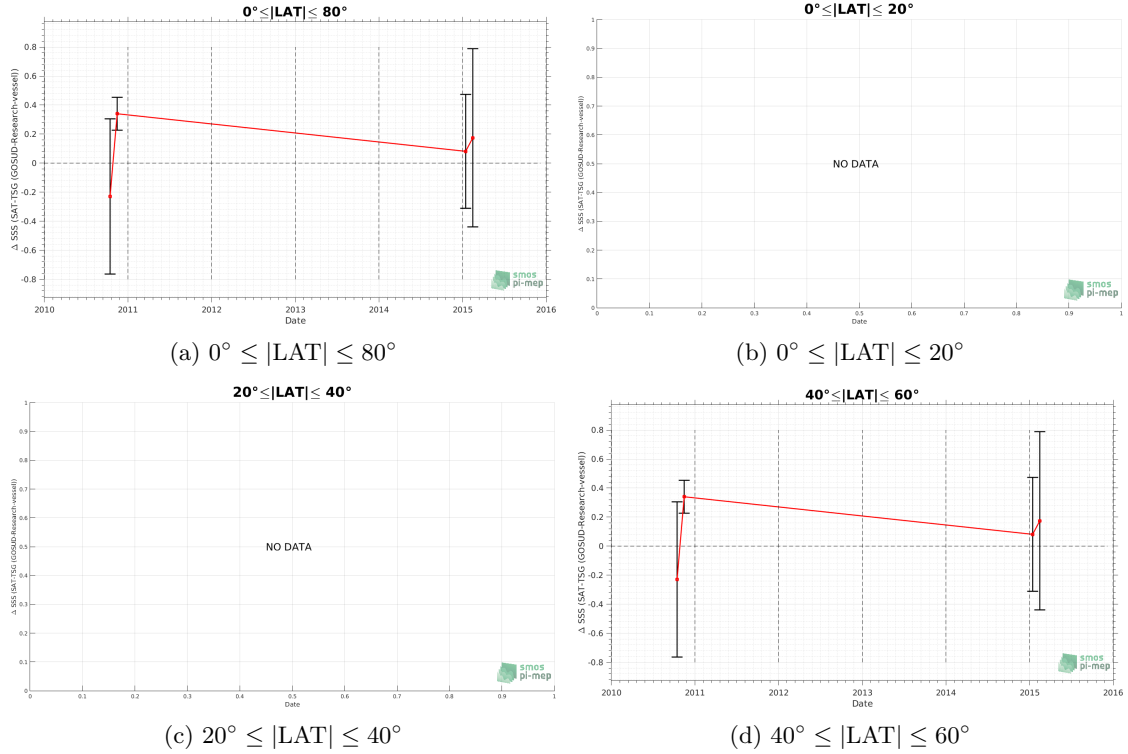 0°≤|LAT|≤ 80°
Δ SSS (SAT-TSG (GOSUD-Research-vessel))
0.8
0.6
0.4
0.2
0
-0.2
-0.4
-0.6
-0.8
2010 2011 2012 2013 2014 2015 2016
Date
smos
pi-mep
(a) 0° ≤ |LAT| ≤ 80°
0°≤|LAT|≤ 20°
Δ SSS (SAT-TSG (GOSUD-Research-vessel))
1
0.9
0.8
0.7
0.6
0.5
0.4
0.3
0.2
0.1
0
NO DATA
0 0.1 0.2 0.3 0.4 0.5 0.6 0.7 0.8 0.9 1
Date
smos
pi-mep
(b) 0° ≤ |LAT| ≤ 20°
20°≤|LAT|≤ 40°
Δ SSS (SAT-TSG (GOSUD-Research-vessel))
1
0.9
0.8
0.7
0.6
0.5
0.4
0.3
0.2
0.1
0
NO DATA
0 0.1 0.2 0.3 0.4 0.5 0.6 0.7 0.8 0.9 1
Date
smos
pi-mep
(c) 20° ≤ |LAT| ≤ 40°
40°≤|LAT|≤ 60°
Δ SSS (SAT-TSG (GOSUD-Research-vessel))
0.8
0.6
0.4
0.2
0
-0.2
-0.4
-0.6
-0.8
2010 2011 2012 2013 2014 2015 2016
Date
smos
pi-mep
(d) 40° ≤ |LAT| ≤ 60°